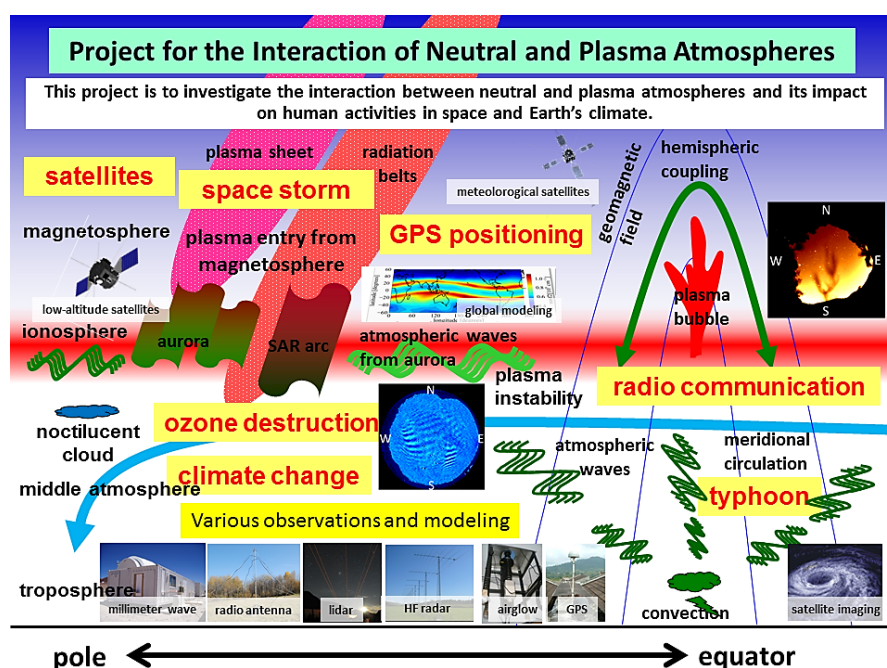 Project for the Interaction of Neutral and Plasma Atmospheres
This project is to investigate the interaction between neutral and plasma atmospheres and its impact
on human activities in space and Earth's climate.
plasma sheet
radiation
belts
satellites
space storm
meteolorogical satellites
geomagnetic
field
hemispheric
coupling
magnetosphere
plasma entry from
magnetosphere
GPS positioning
N
W
E
S
low-altitude satellites
global modeling
plasma
bubble
ionosphere
aurora
SAR arc
atmospheric waves
from aurora
plasma
instability
radio communication
noctilucent
cloud
ozone destruction
N
W
E
S
atmospheric
waves
meridional
circulation
middle atmosphere
climate change
typhoon
Various observations and modeling
troposphere
millimeter wave
radio antenna
lidar
HF radar
airglow
GPS
convection
satellite imaging
pole
equator